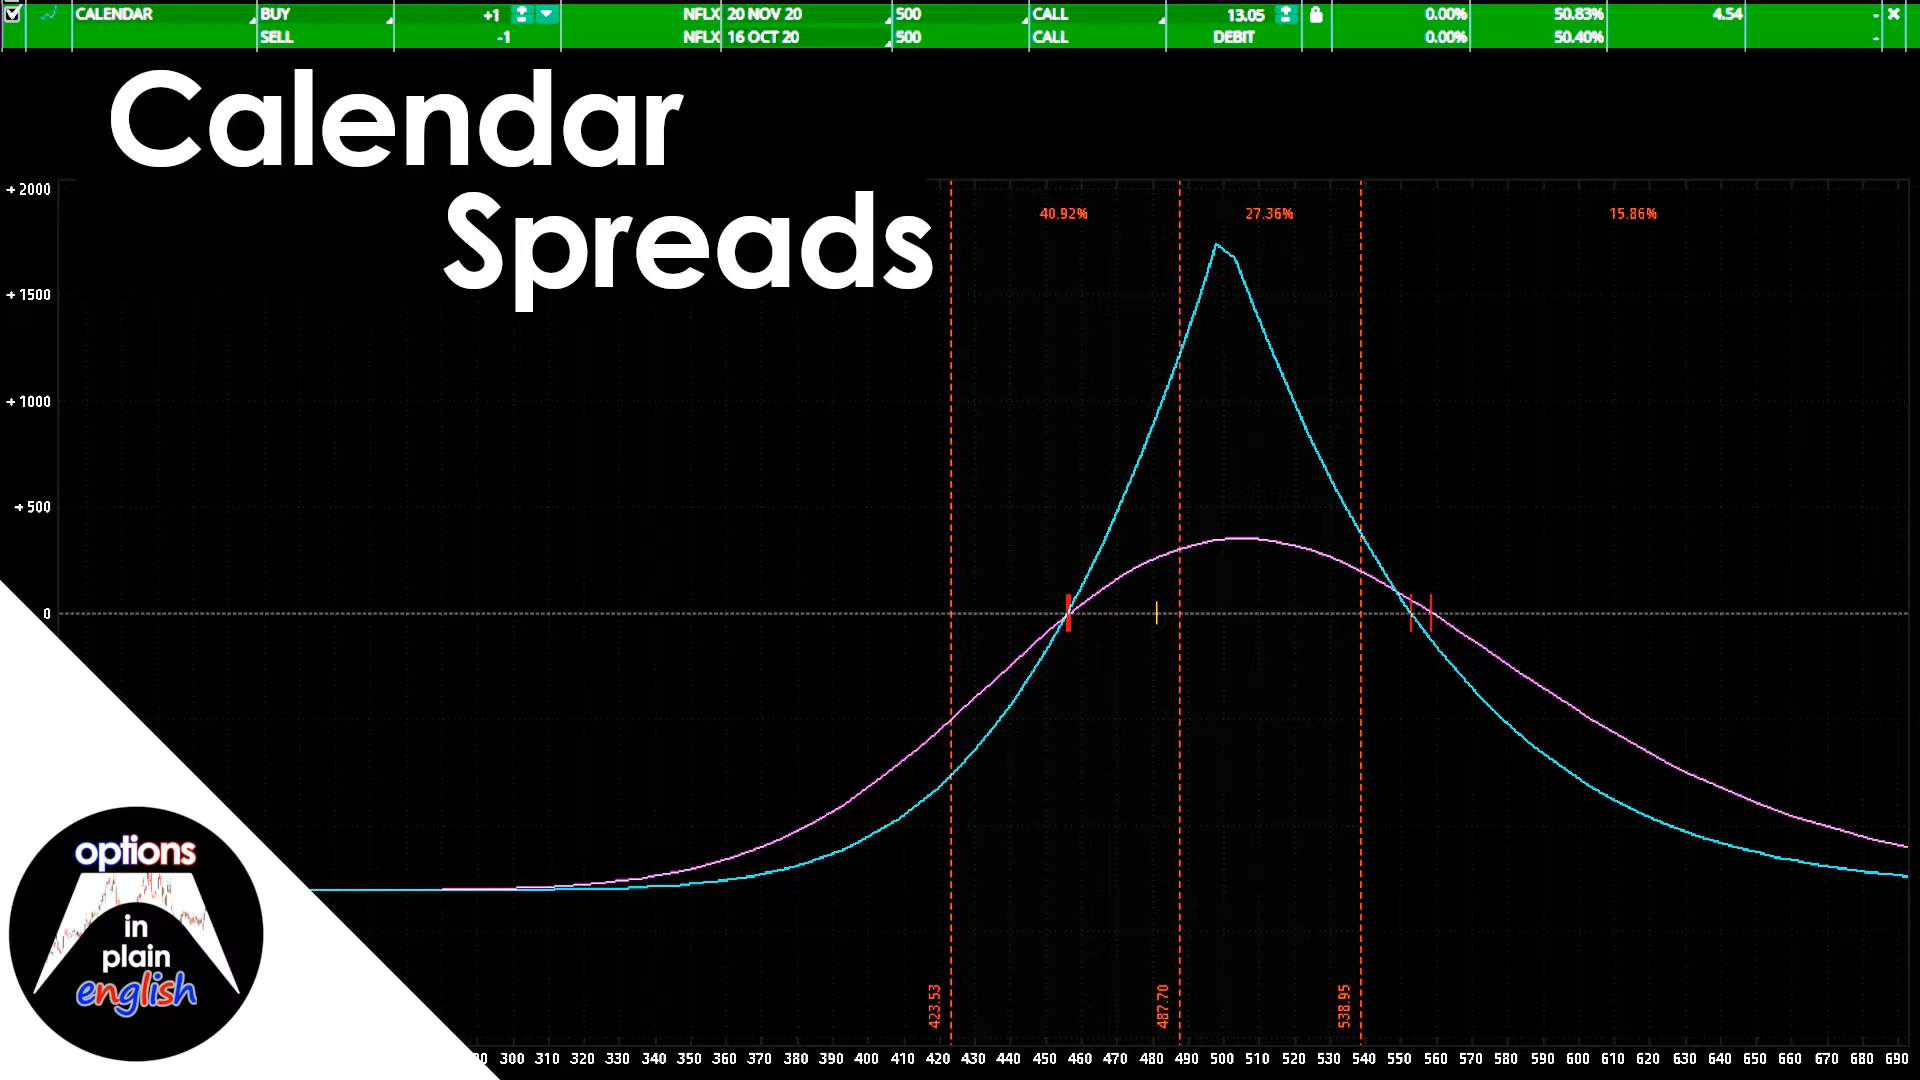 CALENDAR BUY +1 NFLX 20 NOV 20 500 CALL 13.05 0.00% 50.83% 4.54 -
SELL -1 NFLX 16 OCT 20 500 CALL DEBIT 0.00% 50.40% -
Calendar
Spreads
+ 2000
40.92% 27.36% 15.86%
+ 1500
+ 1000
+ 500
0
options
in
plain
english
423.53 487.70 538.95
300 310 320 330 340 350 360 370 380 390 400 410 420 430 440 450 460 470 480 490 500 510 520 530 540 550 560 570 580 590 600 610 620 630 640 650 660 670 680 690